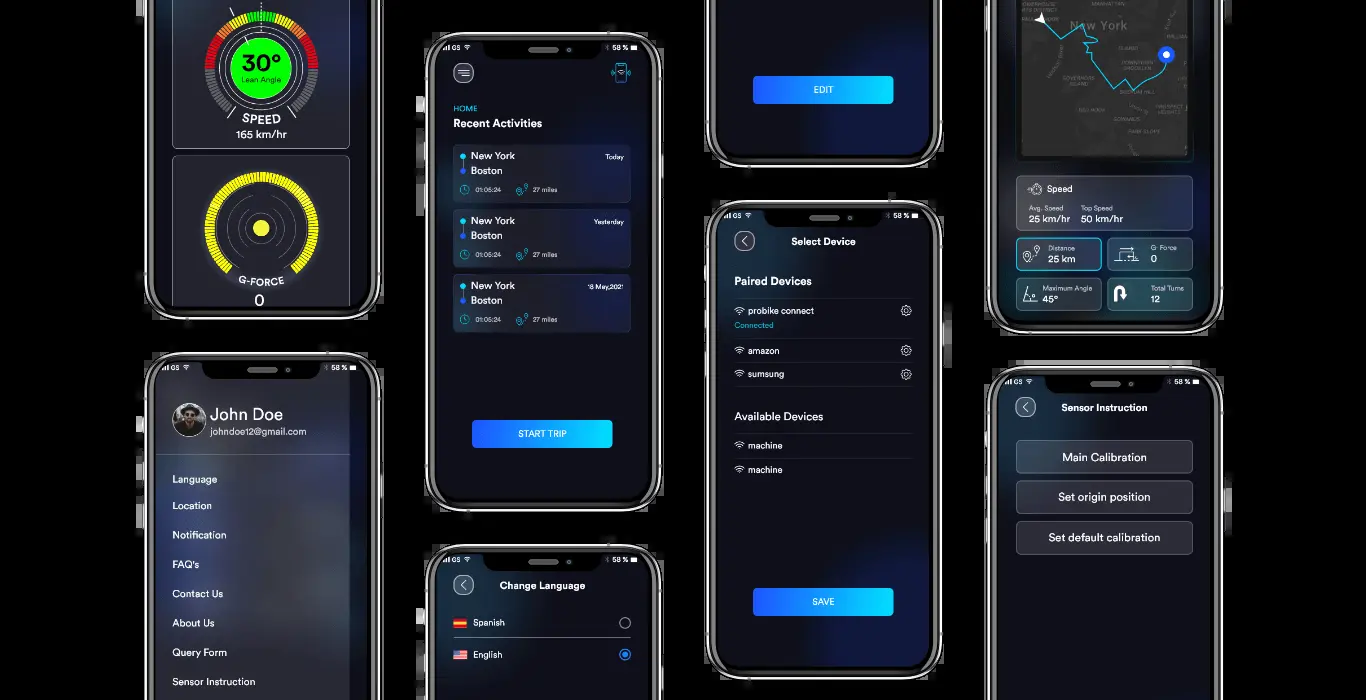 30°
Lean Angle
SPEED
165 km/hr
G-FORCE
0
GS
58 %
John Doe
johndoe12@gmail.com
Language
Location
Notification
FAQ's
Contact Us
About Us
Query Form
Sensor Instruction
GS
58 %
HOME
Recent Activities
New York
Today
Boston
01:05:24
27 miles
New York
Yesterday
Boston
01:05:24
27 miles
New York
'8 May,202'
Boston
01:05:24
27 miles
START TRIP
GS
58 %
Change Language
Spanish
English
EDIT
GS
58 %
Select Device
Paired Devices
probike connect
Connected
amazon
sumsung
Available Devices
machine
machine
SAVE
New York
Speed
Avg. Speed
Top Speed
25 km/hr
50 km/hr
Distance
25 km
G- Force
0
Maximum Angle
45°
Total Turns
12
GS
58 %
Sensor Instruction
Main Calibration
Set origin position
Set default calibration